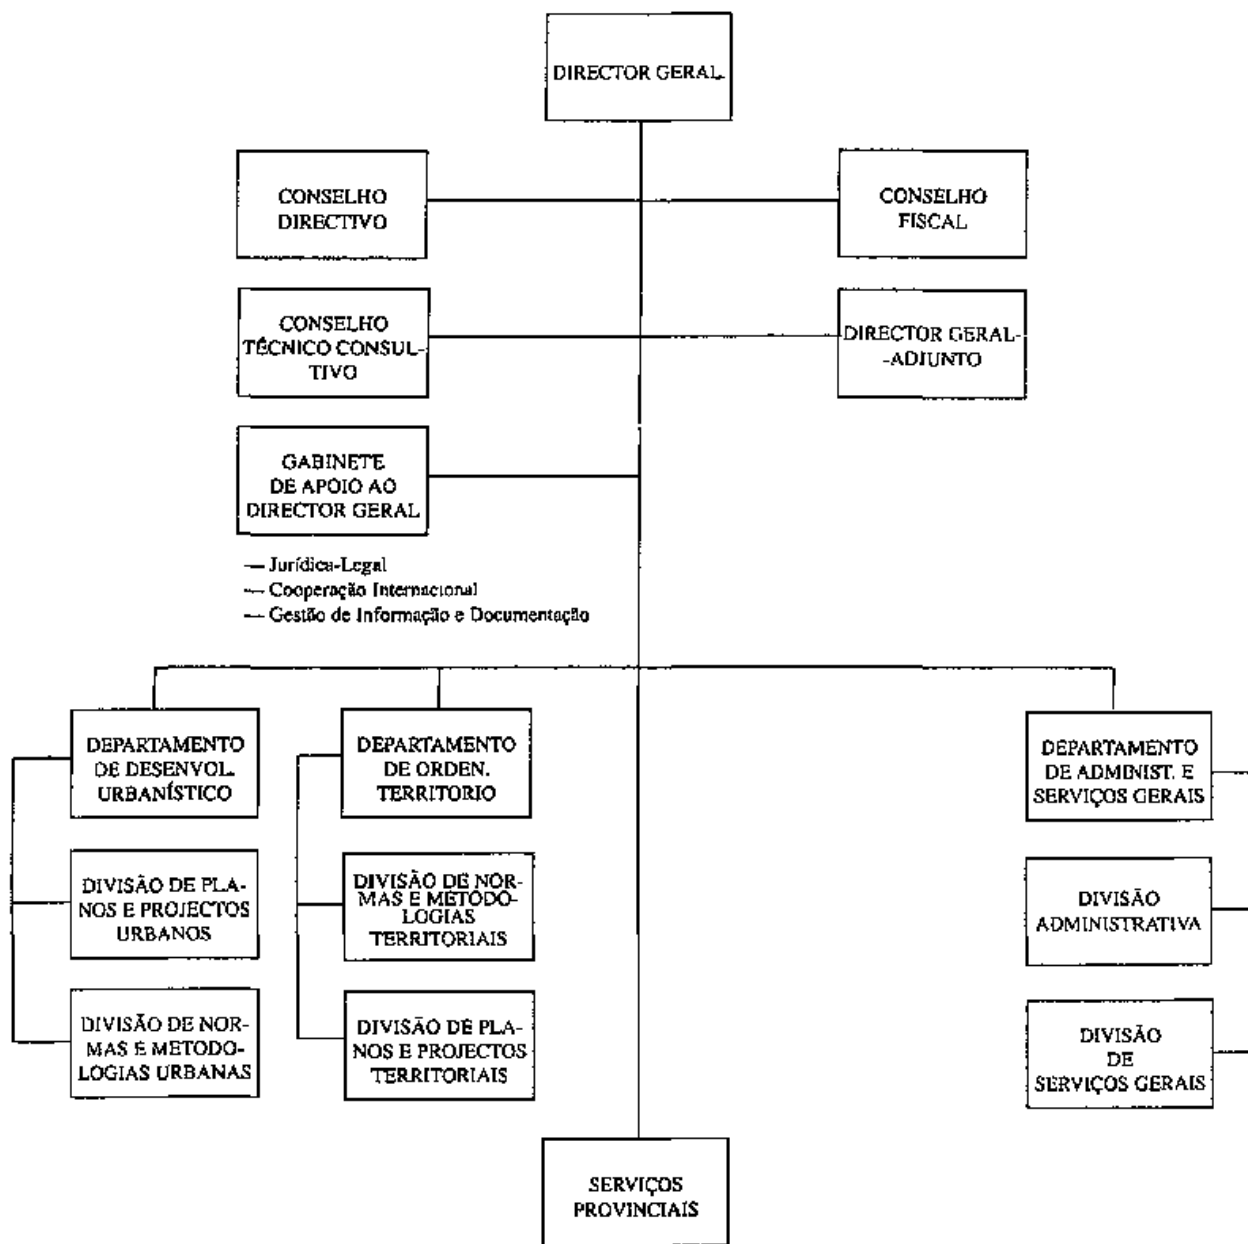 DIRECTOR GERAL
CONSELHO
DIRECTIVO
CONSELHO
FISCAL
CONSELHO
TÉCNICO CONSUL-
TIVO
DIRECTOR GERAL-
-ADJUNTO
GABINETE
DE APOIO AO
DIRECTOR GERAL
— Jurídica-Legal
— Cooperação Internacional
— Gestão de Informação e Documentação
DEPARTAMENTO
DE DESENVOL.
URBANÍSTICO
DEPARTAMENTO
DE ORDEN.
TERRITORIO
DEPARTAMENTO
DE ADMINIST. E
SERVIÇOS GERAIS
DIVISÃO DE PLA-
NOS E PROJECTOS
URBANOS
DIVISÃO DE NOR-
MAS E METODO-
LOGIAS
TERRITORIAIS
DIVISÃO
ADMINISTRATIVA
DIVISÃO DE NOR-
MAS E METODO-
LOGIAS URBANAS
DIVISÃO DE PLA-
NOS E PROJECTOS
TERRITORIAIS
DIVISÃO
DE
SERVIÇOS GERAIS
SERVIÇOS
PROVINCIAIS